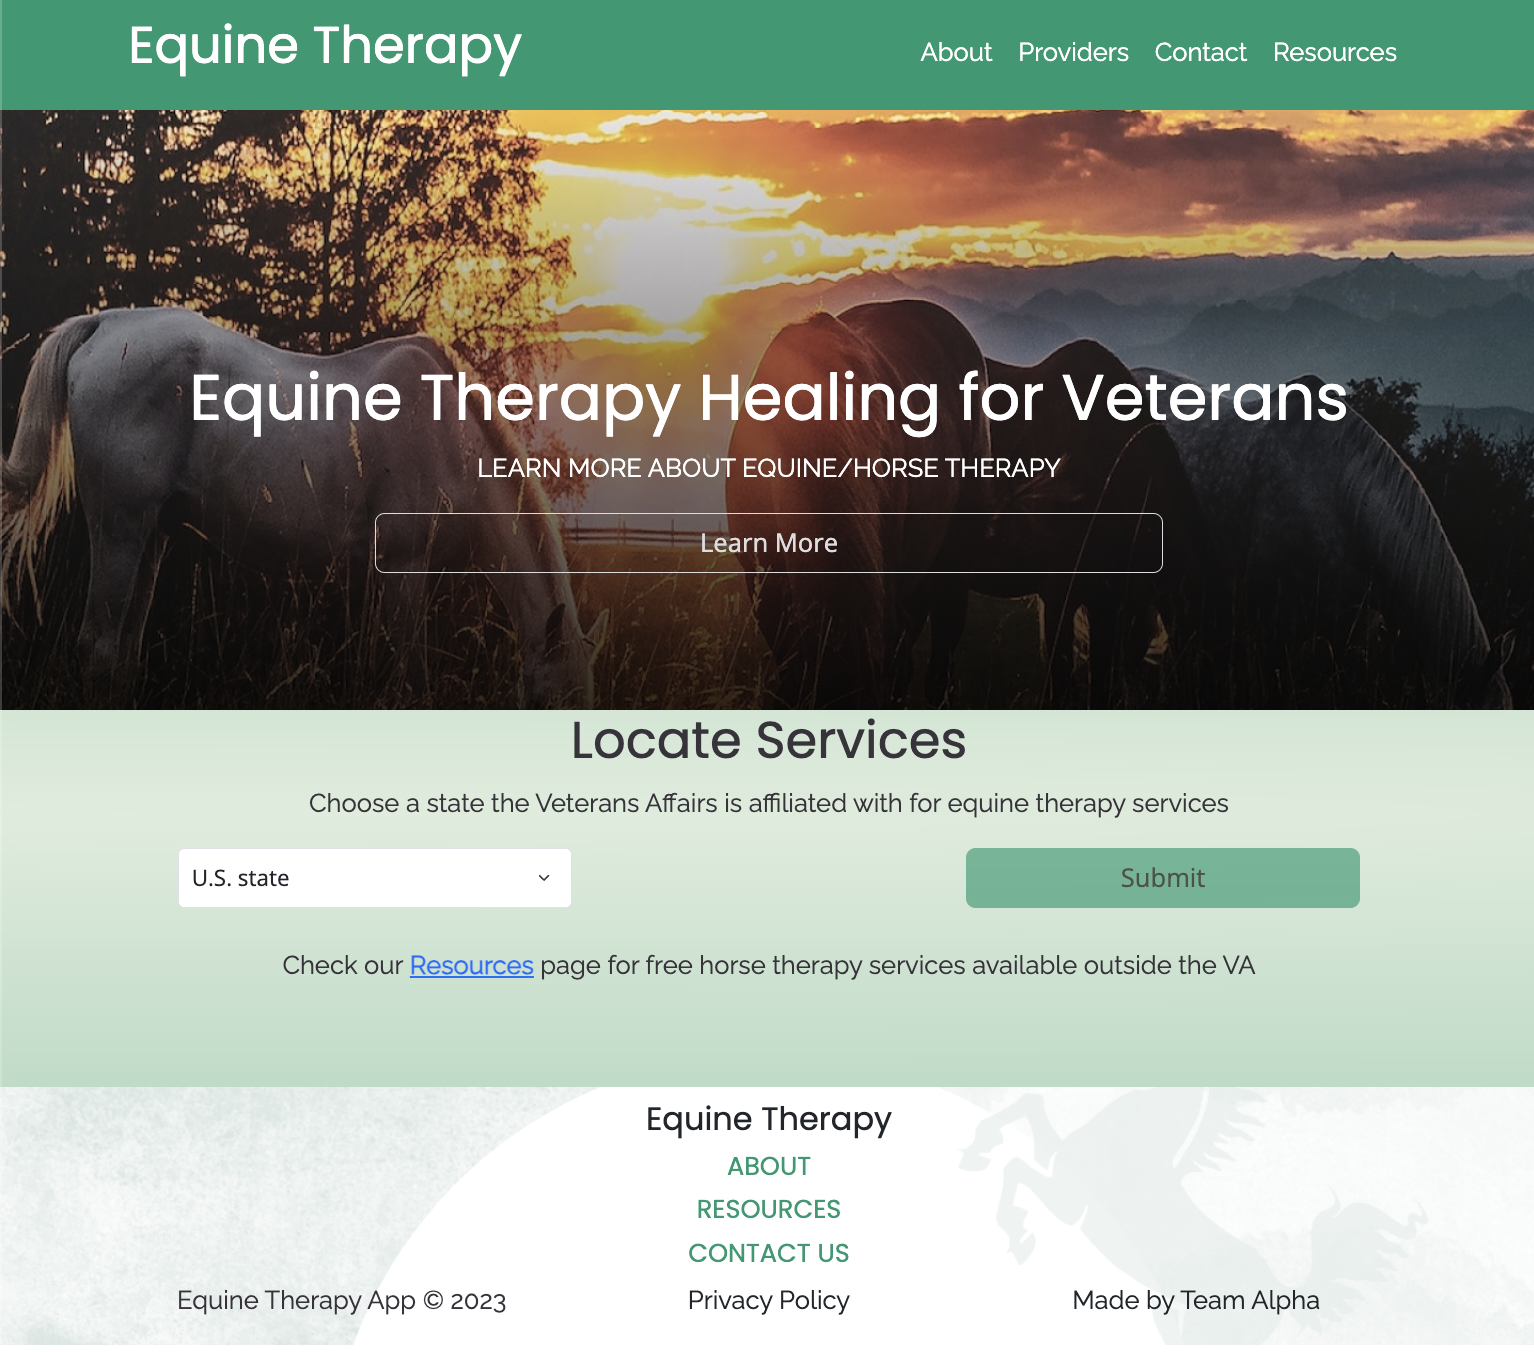 Equine Therapy
About Providers Contact Resources
Equine Therapy Healing for Veterans
LEARN MORE ABOUT EQUINE/HORSE THERAPY
Learn More
Locate Services
Choose a state the Veterans Affairs is affiliated with for equine therapy services
U.S. state
Submit
Check our Resources page for free horse therapy services available outside the VA
Equine Therapy
ABOUT
RESOURCES
CONTACT US
Equine Therapy App © 2023
Privacy Policy
Made by Team Alpha